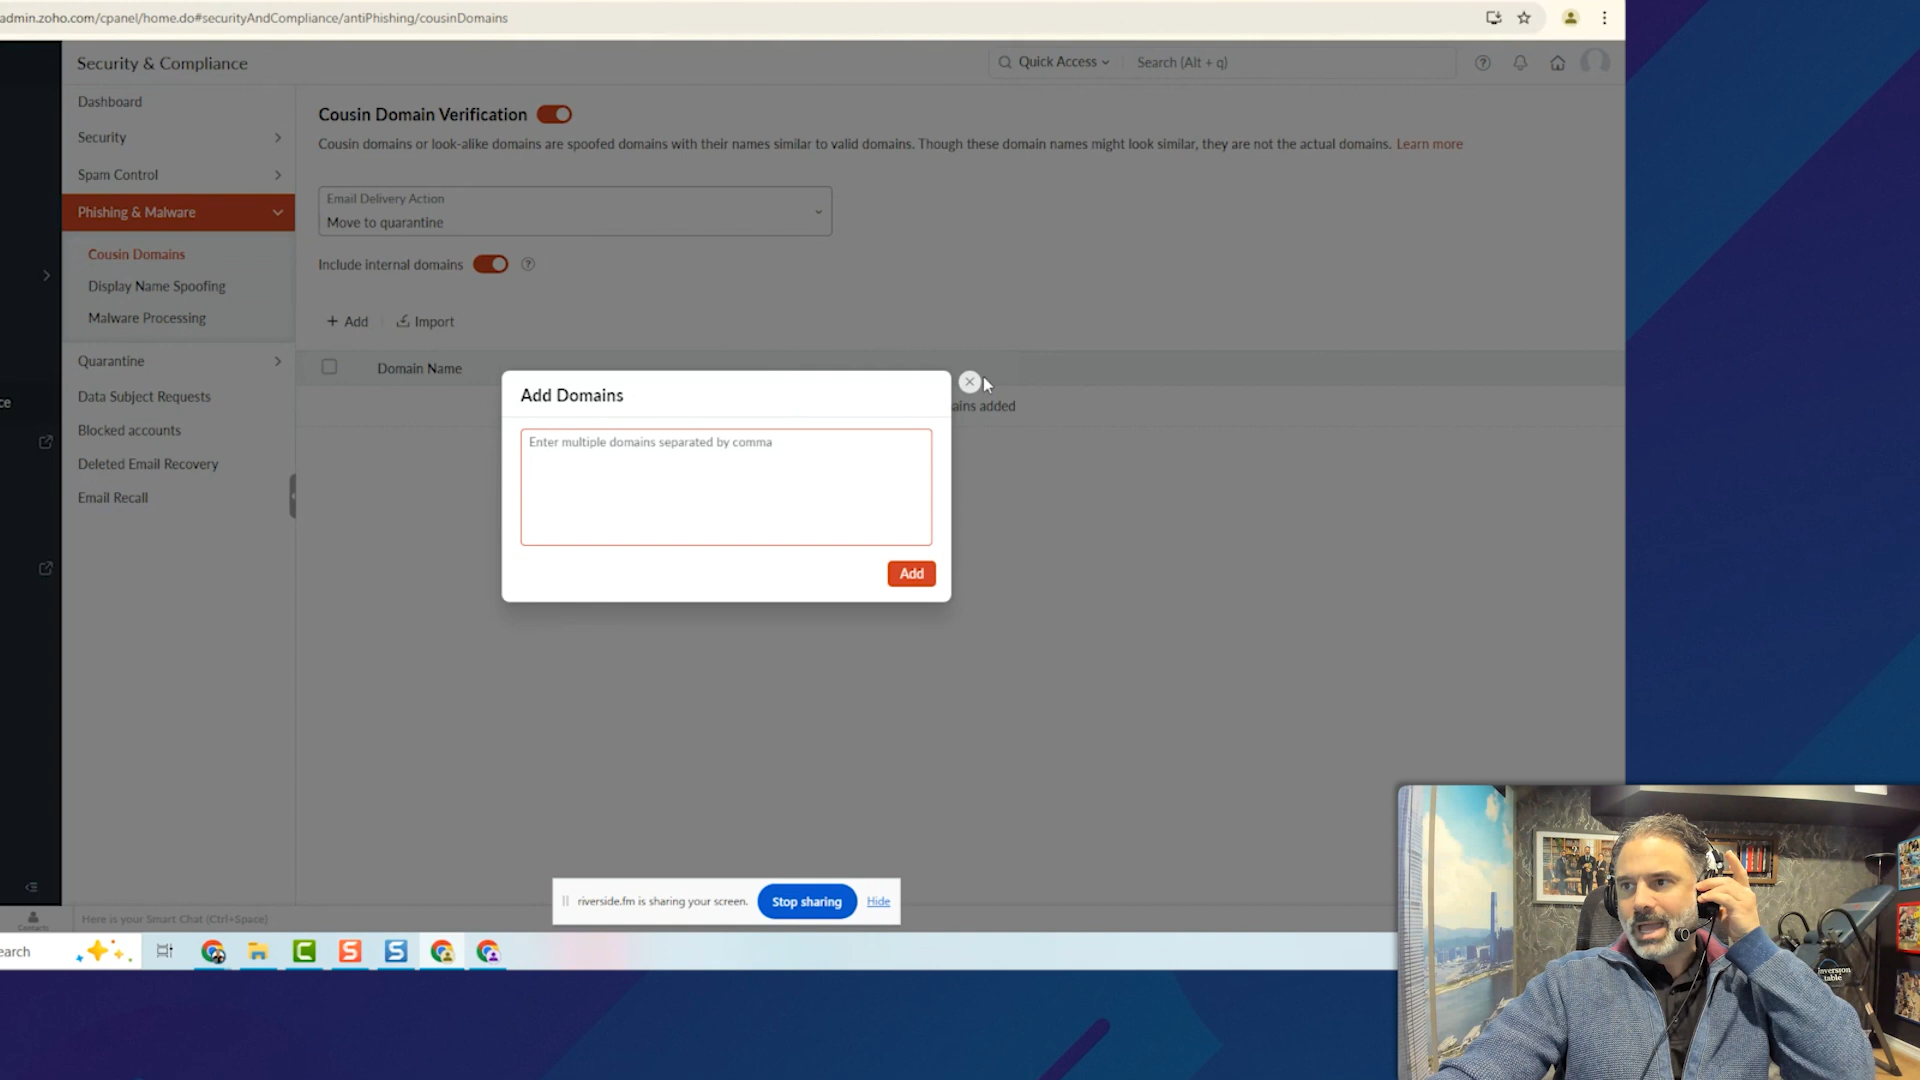 admin.zoho.com/cpanel/home.do#securityAndCompliance/antiPhishing/cousinDomains
Security & Compliance
Quick Access
Search (Alt + q)
Dashboard
Security
Spam Control
Phishing & Malware
Cousin Domains
Display Name Spoofing
Malware Processing
Quarantine
Data Subject Requests
Blocked accounts
Deleted Email Recovery
Email Recall
ce
Cousin Domain Verification
Cousin domains or look-alike domains are spoofed domains with their names similar to valid domains. Though these domain names might look similar, they are not the actual domains. Learn more
Email Delivery Action
Move to quarantine
Include internal domains
+ Add
Import
Domain Name
ains added
Add Domains
Enter multiple domains separated by comma
Add
riverside.fm is sharing your screen.
Stop sharing
Hide
Contacts
Here is your Smart Chat (Ctrl+Space)
earch
inversion
table